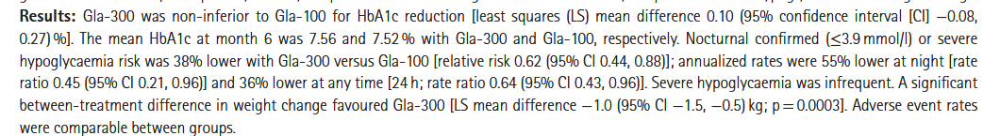 Results: Gla-300 was non-inferior to Gla-100 for HbA1c reduction [least squares (LS) mean difference 0.10 (95% confidence interval [CI] −0.08,
0.27) %]. The mean HbA1c at month 6 was 7.56 and 7.52 % with Gla-300 and Gla-100, respectively. Nocturnal confirmed (≤3.9 mmol/l) or severe
hypoglycaemia risk was 38% lower with Gla-300 versus Gla-100 [relative risk 0.62 (95% CI 0.44, 0.88)]; annualized rates were 55% lower at night [rate
ratio 0.45 (95% CI 0.21, 0.96)] and 36% lower at any time [24 h; rate ratio 0.64 (95% CI 0.43, 0.96)]. Severe hypoglycaemia was infrequent. A significant
between-treatment difference in weight change favoured Gla-300 [LS mean difference −1.0 (95% CI −1.5, −0.5) kg; p = 0.0003]. Adverse event rates
were comparable between groups.